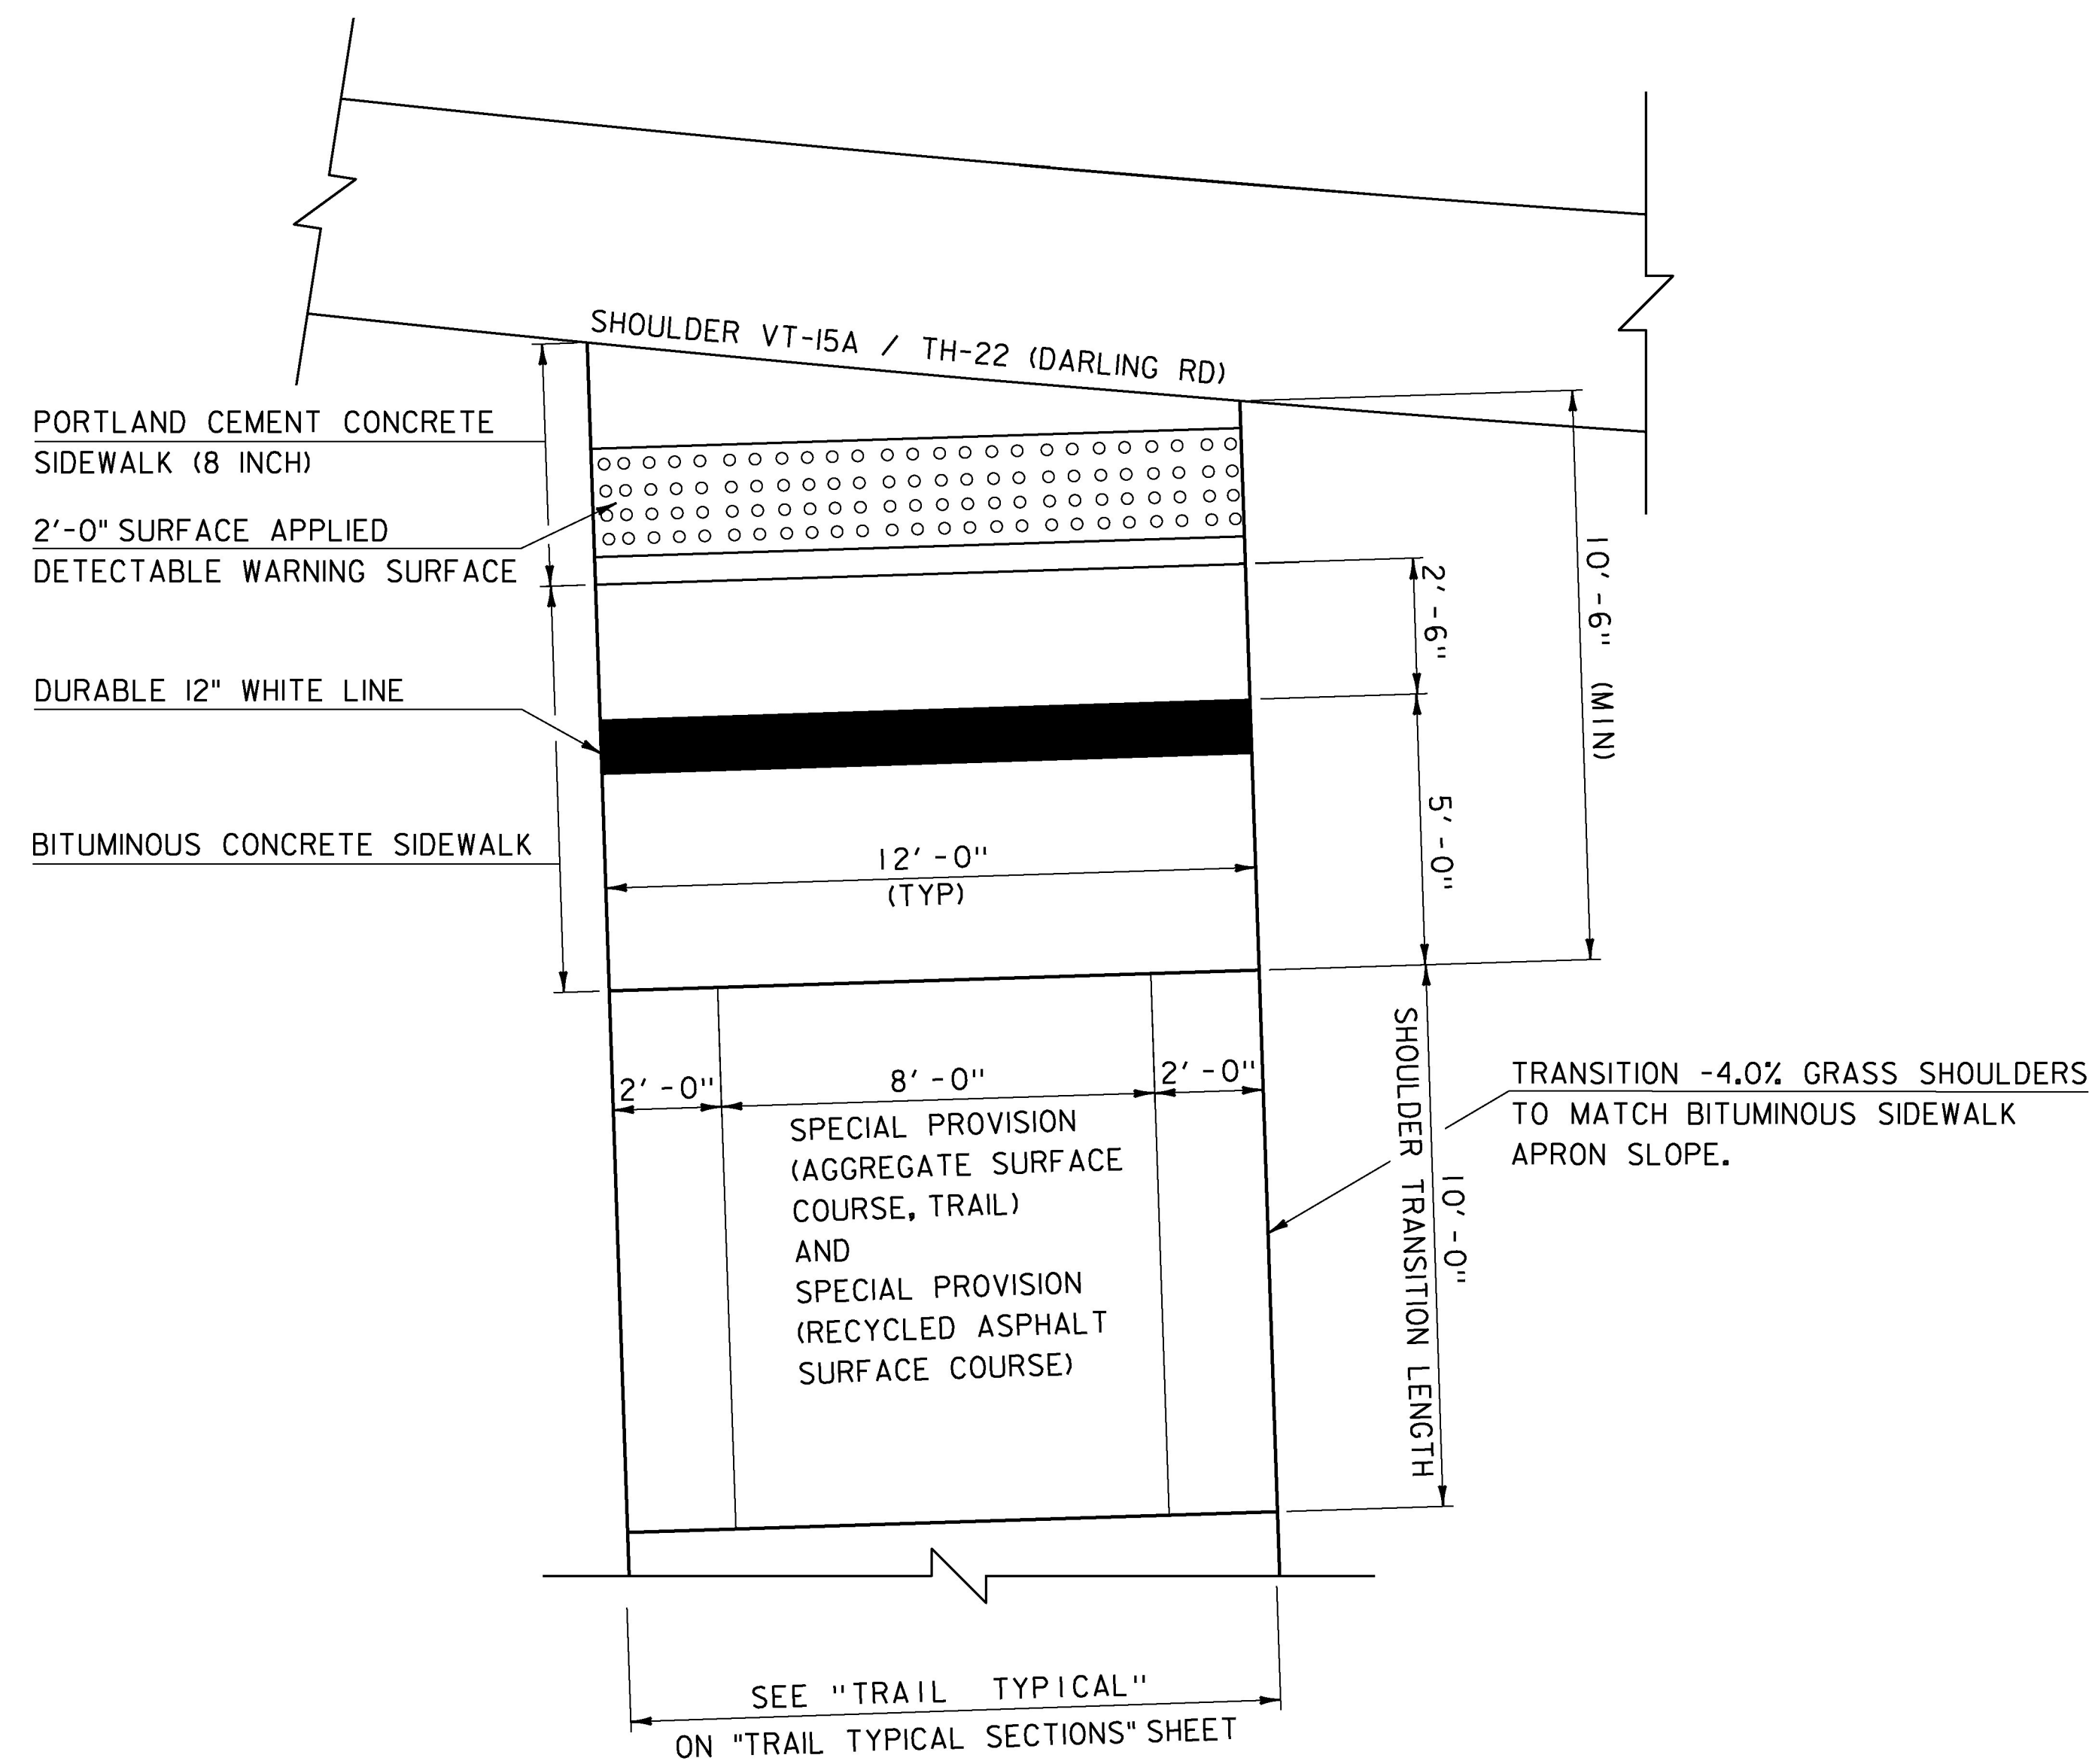 SHOULDER VT-15A / TH-22 (DARLING RD)
PORTLAND CEMENT CONCRETE
SIDEWALK (8 INCH)
2'-0" SURFACE APPLIED
DETECTABLE WARNING SURFACE
DURABLE 12" WHITE LINE
BITUMINOUS CONCRETE SIDEWALK
2'-6"
10'-6" (MIN)
5'-0"
12'-0"
(TYP)
2'-0"
8'-0"
2'-0"
SPECIAL PROVISION
(AGGREGATE SURFACE
COURSE, TRAIL)
AND
SPECIAL PROVISION
(RECYCLED ASPHALT
SURFACE COURSE)
SHOULDER TRANSITION LENGTH
10'-0"
TRANSITION -4.0% GRASS SHOULDERS
TO MATCH BITUMINOUS SIDEWALK
APRON SLOPE.
SEE "TRAIL TYPICAL"
ON "TRAIL TYPICAL SECTIONS" SHEET